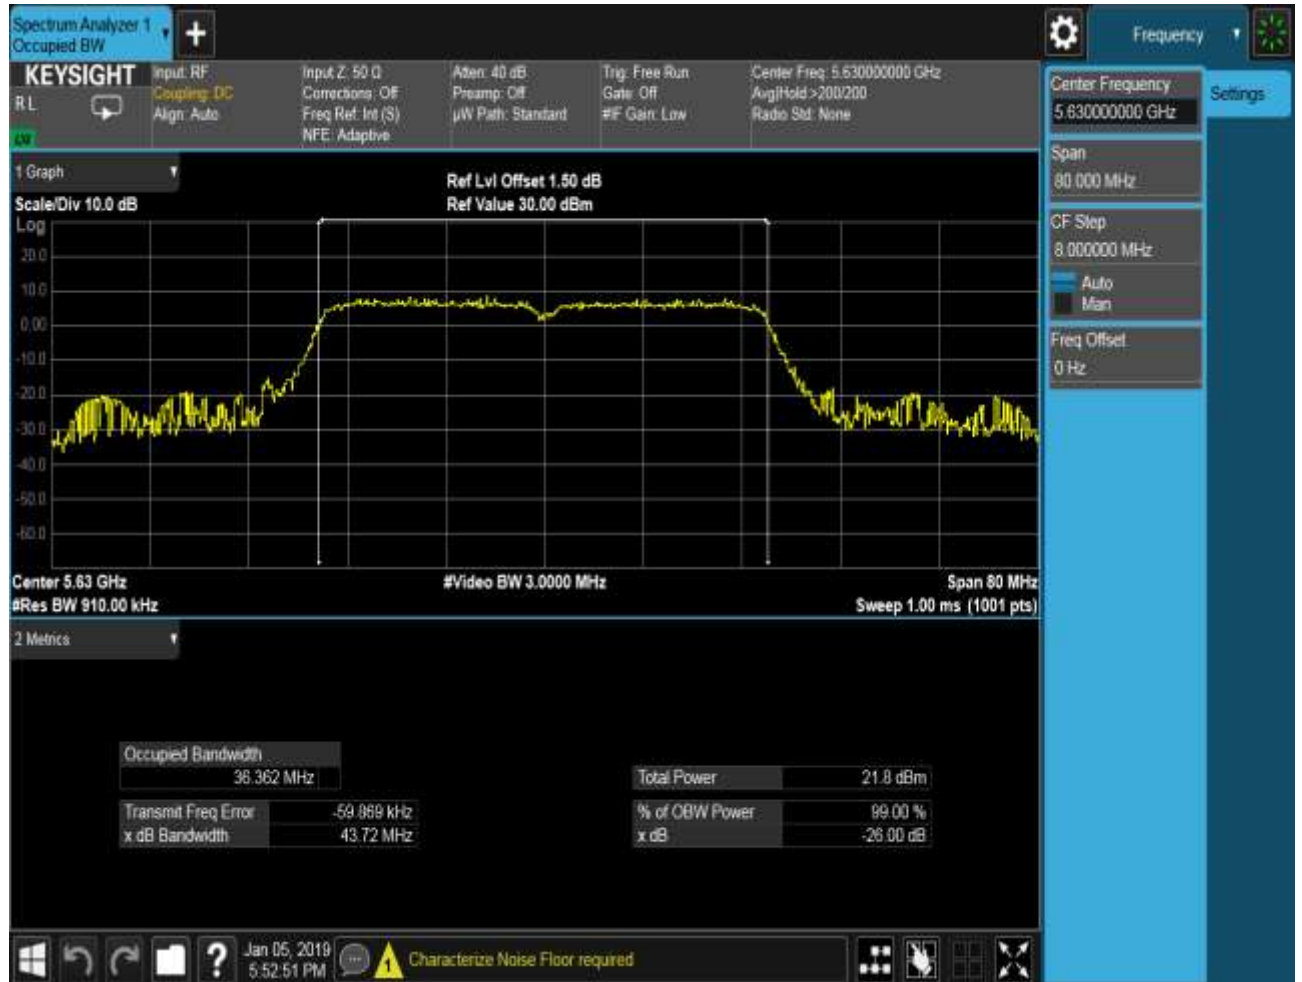 Spectrum Analyzer 1
Occupied BW
Frequency
KEYSIGHT
RL
Input: RF
Coupling: DC
Align: Auto
Input Z: 50 Ω
Corrections: Off
Freq Ref: Int (S)
NFE: Adaptive
Atten: 40 dB
Preamp: Off
µW Path: Standard
Trig: Free Run
Gate: Off
#IF Gain: Low
Center Freq: 5.630000000 GHz
Avg|Hold:>200/200
Radio Std: None
Center Frequency
5.630000000 GHz
Settings
Span
80.000 MHz
CF Step
8.000000 MHz
Auto
Man
Freq Offset
0 Hz
1 Graph
Scale/Div 10.0 dB
Ref Lvl Offset 1.50 dB
Ref Value 30.00 dBm
Log
20.0
10.0
0.00
-10.0
-20.0
-30.0
-40.0
-50.0
-60.0
Center 5.63 GHz
#Video BW 3.0000 MHz
Span 80 MHz
#Res BW 910.00 kHz
Sweep 1.00 ms (1001 pts)
2 Metrics
Occupied Bandwidth
36.362 MHz
Total Power 21.8 dBm
Transmit Freq Error -59.869 kHz
% of OBW Power 99.00 %
x dB Bandwidth 43.72 MHz
x dB -26.00 dB
?
Jan 05, 2019
5:52:51 PM
1
Characterize Noise Floor required